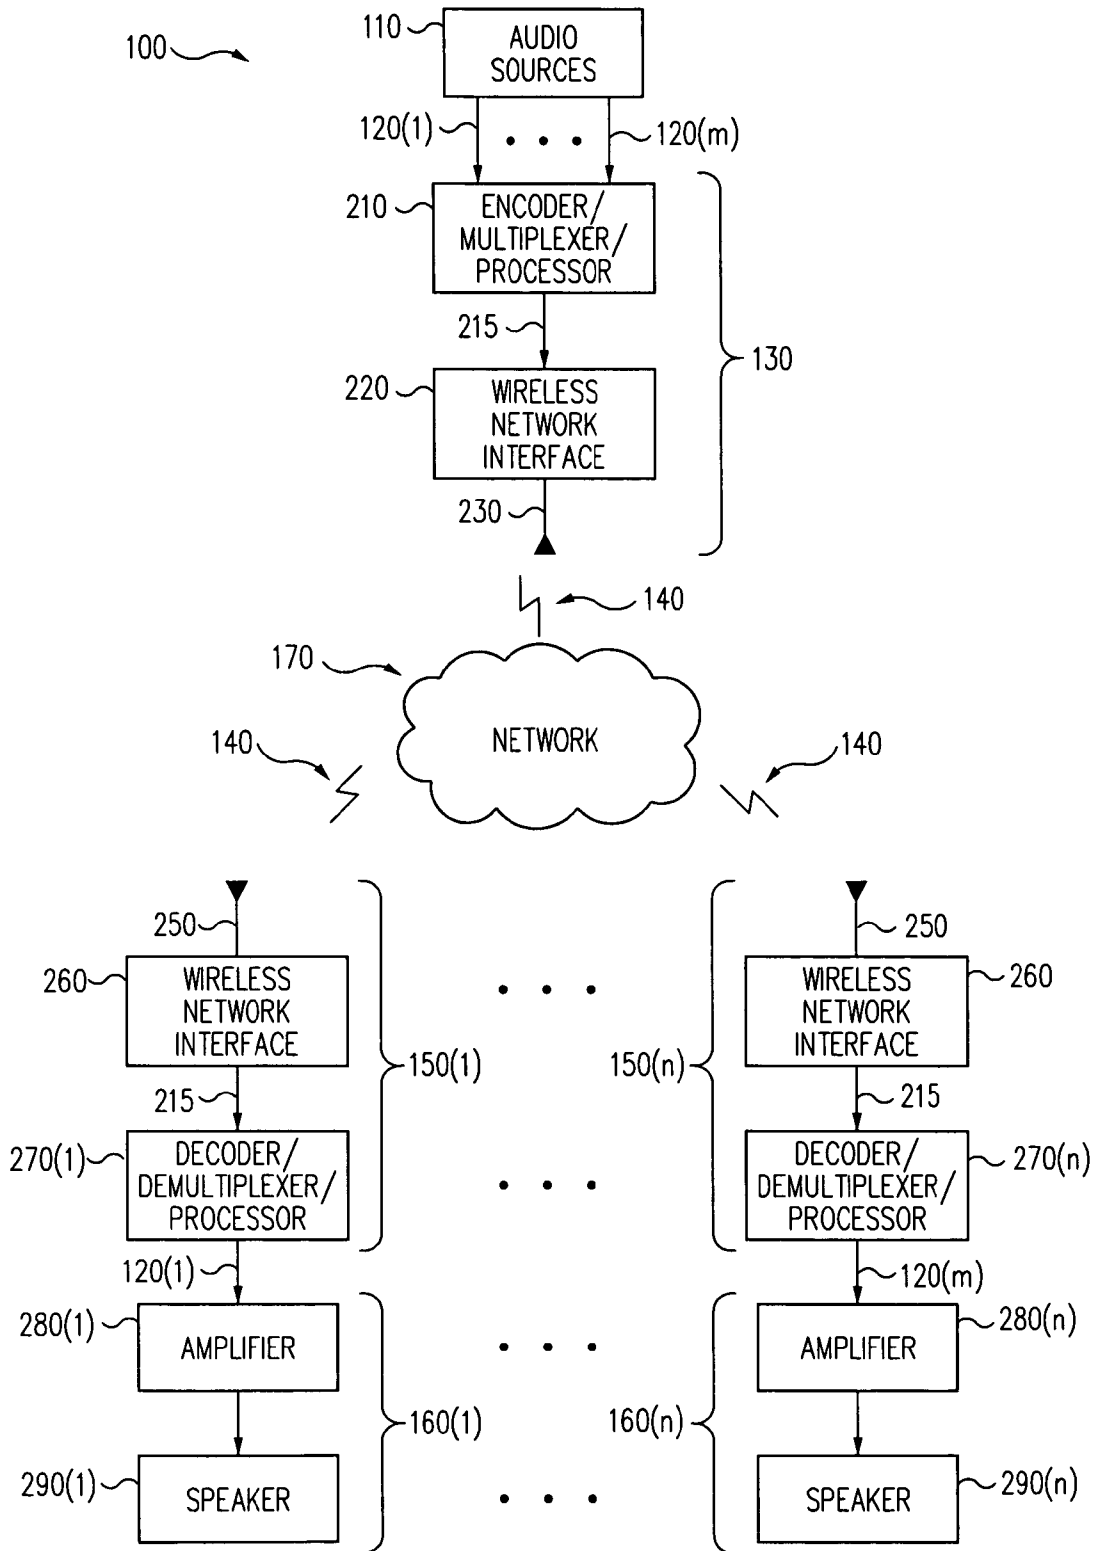 100
110
AUDIO
SOURCES
120(1)
120(m)
210
ENCODER/
MULTIPLEXER/
PROCESSOR
215
130
220
WIRELESS
NETWORK
INTERFACE
230
140
170
NETWORK
140
140
250
250
260
WIRELESS
NETWORK
INTERFACE
WIRELESS
NETWORK
INTERFACE
260
150(1)
150(n)
215
215
270(1)
DECODER/
DEMULTIPLEXER/
PROCESSOR
DECODER/
DEMULTIPLEXER/
PROCESSOR
270(n)
120(1)
120(m)
280(1)
AMPLIFIER
AMPLIFIER
280(n)
160(1)
160(n)
290(1)
SPEAKER
SPEAKER
290(n)